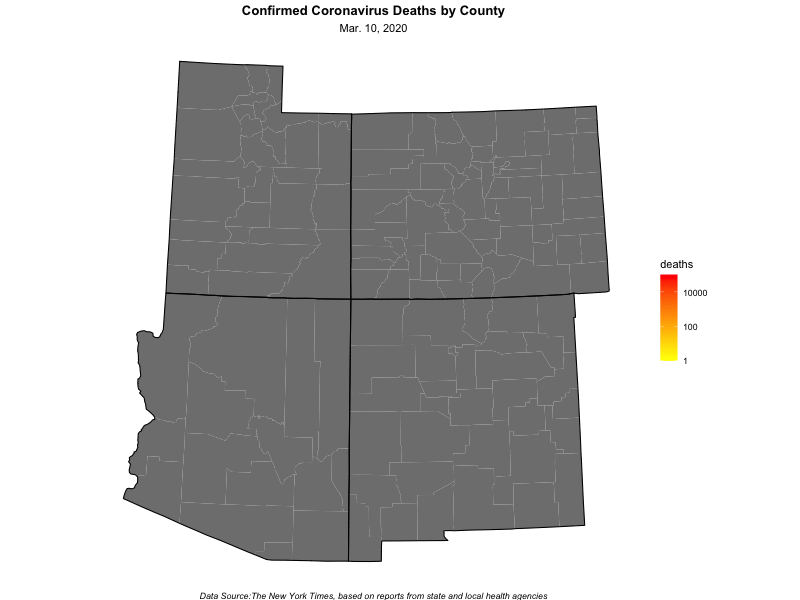 Confirmed Coronavirus Deaths by County
Mar. 10, 2020
deaths
10000
100
1
Data Source:The New York Times, based on reports from state and local health agencies